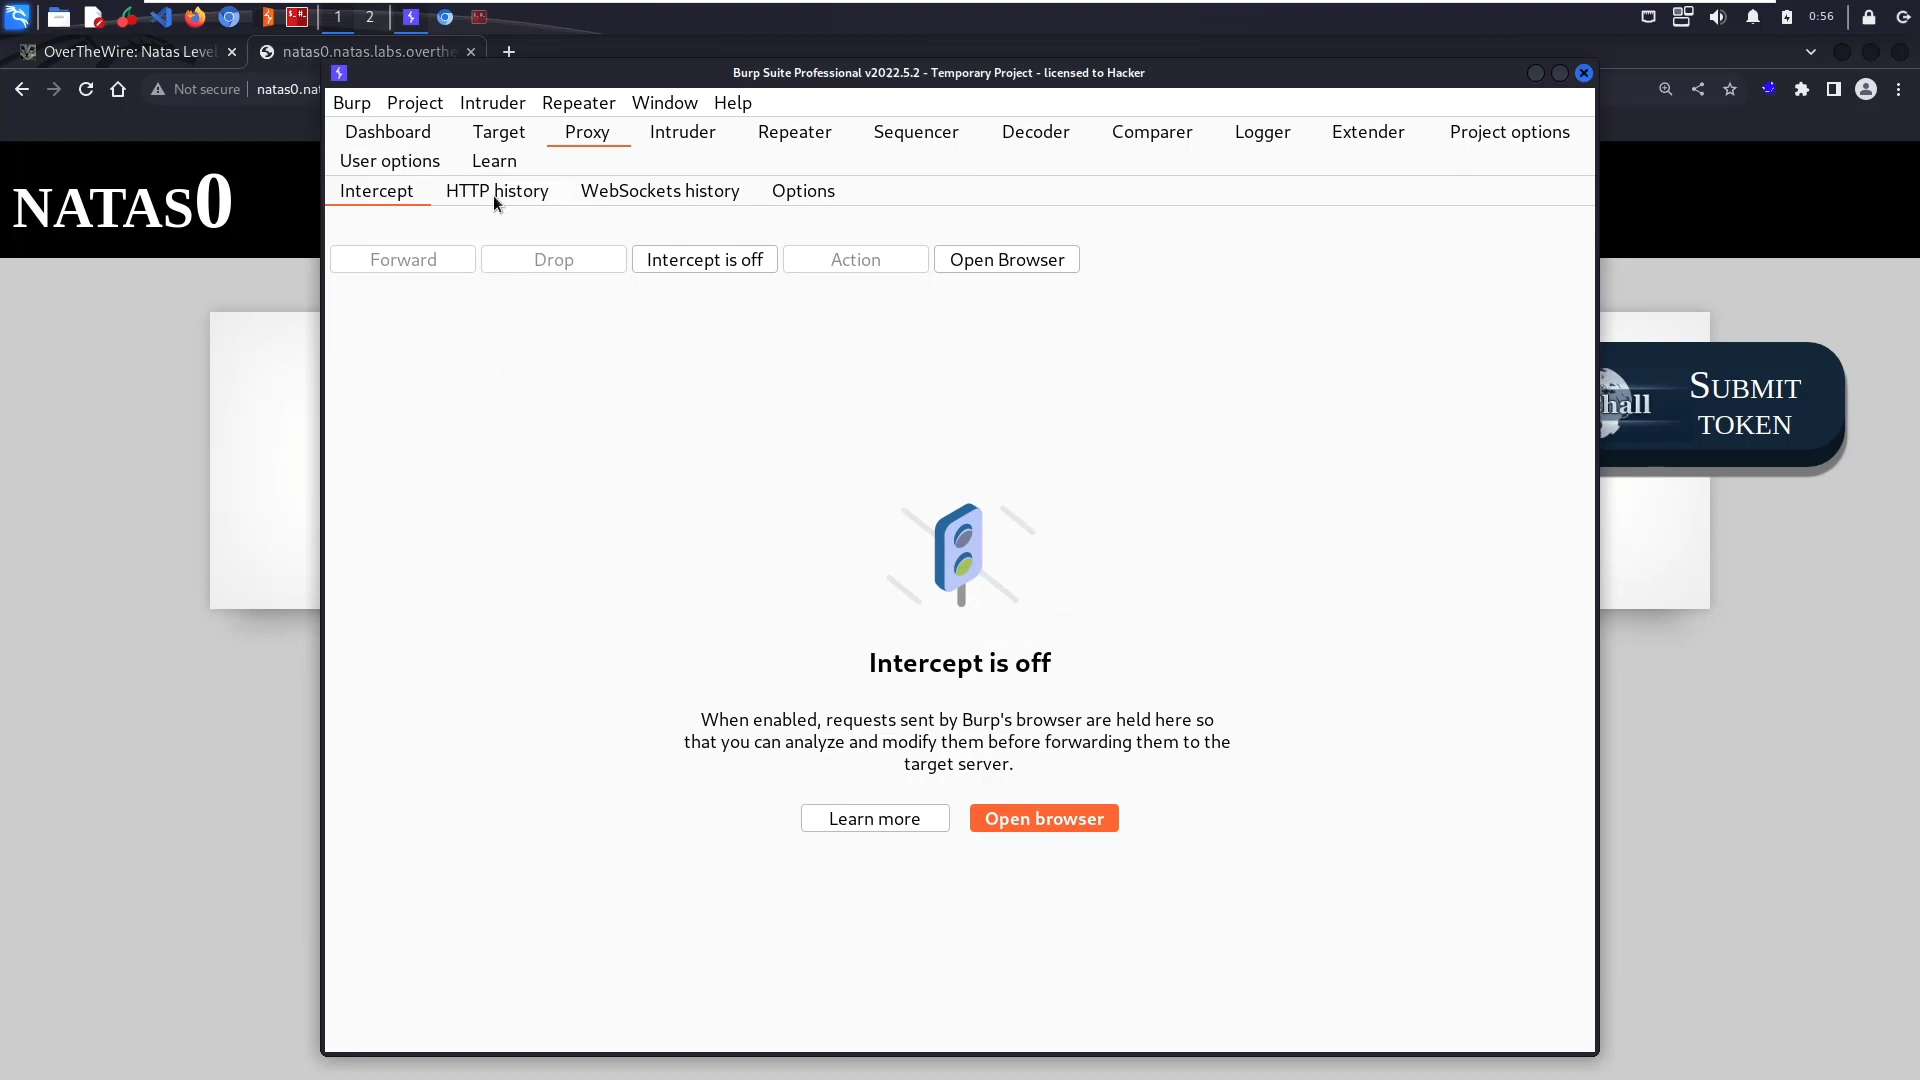 1 2 0:56
OverTheWire: Natas Level natas0.natas.labs.overthe
Burp Suite Professional v2022.5.2 - Temporary Project - licensed to Hacker
Not secure natas0.nat
Burp Project Intruder Repeater Window Help
Dashboard Target Proxy Intruder Repeater Sequencer Decoder Comparer Logger Extender Project options
User options Learn
Intercept HTTP history WebSockets history Options
NATAS0
Forward Drop Intercept is off Action Open Browser
hall SUBMIT
TOKEN
Intercept is off
When enabled, requests sent by Burp's browser are held here so
that you can analyze and modify them before forwarding them to the
target server.
Learn more Open browser